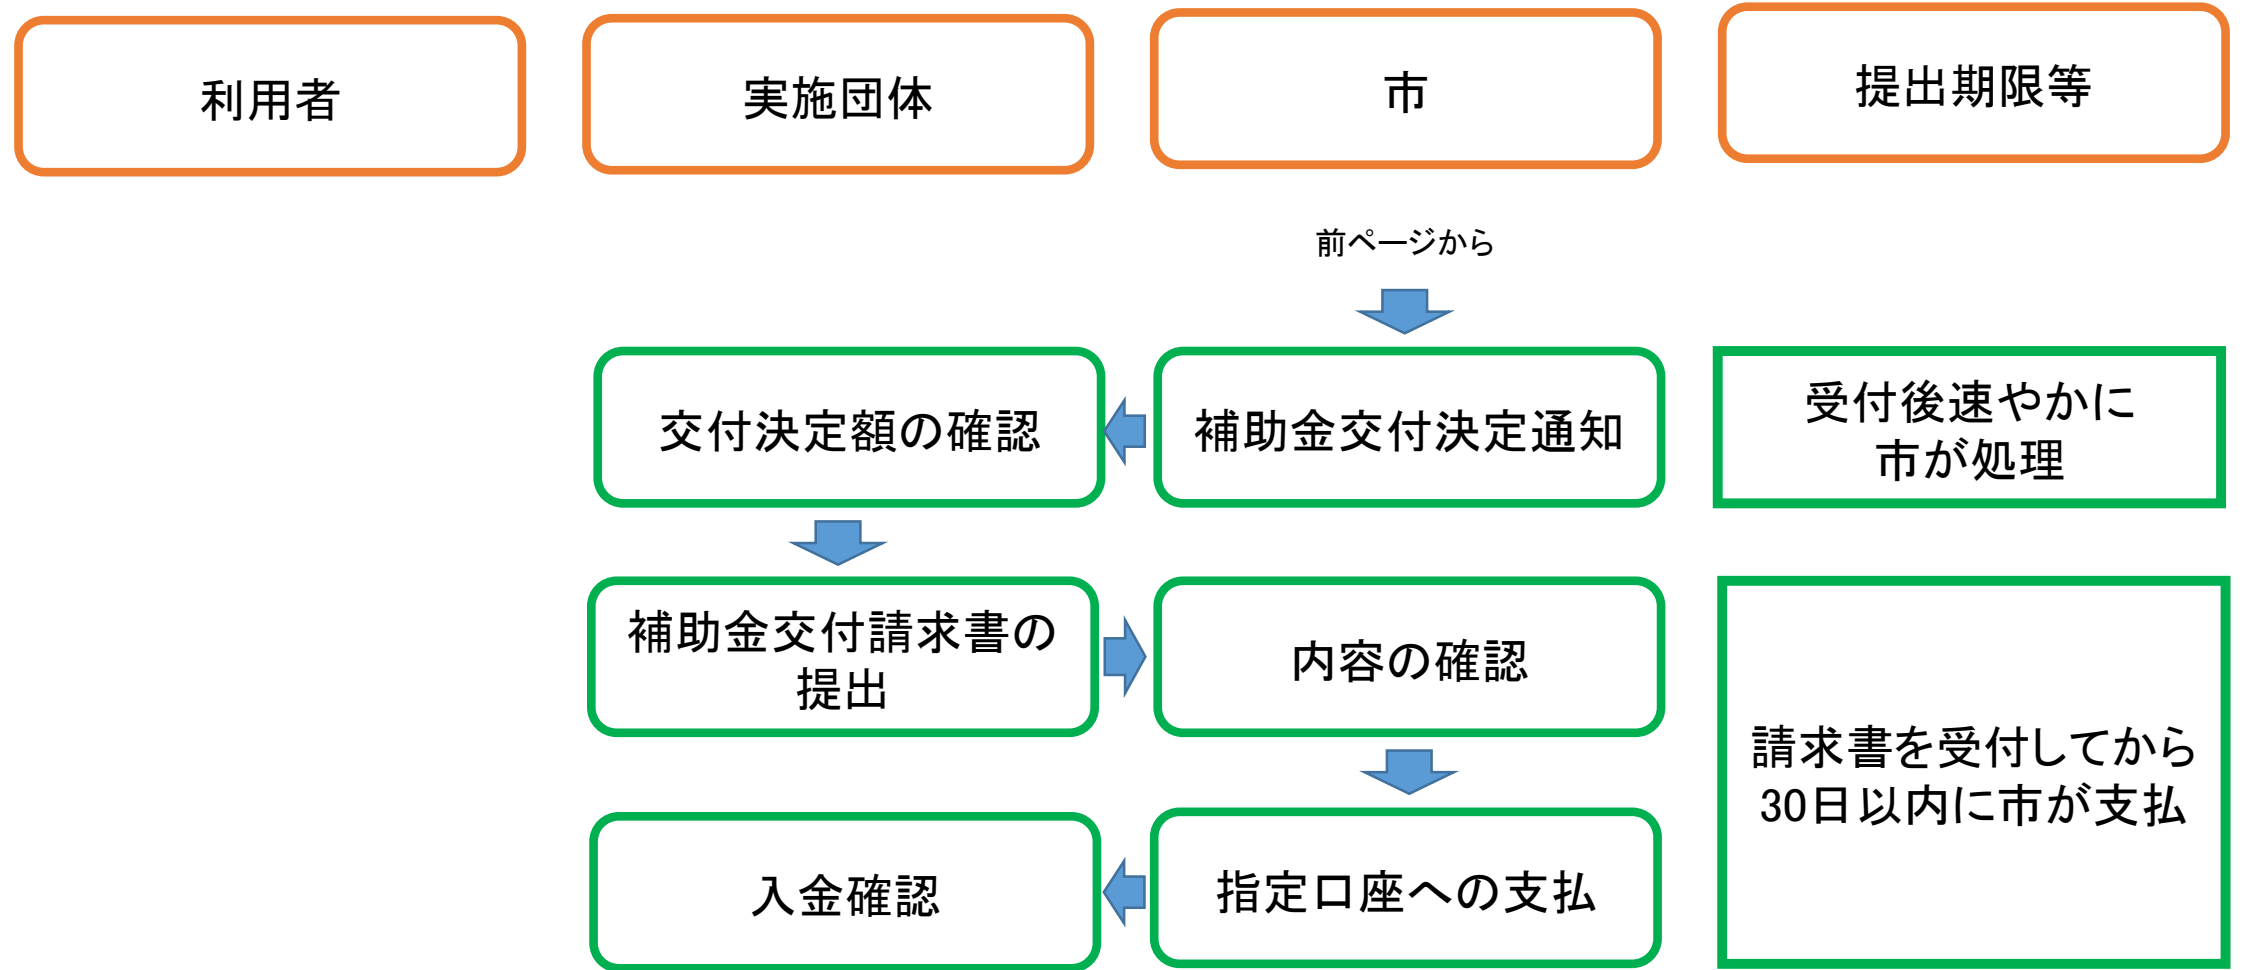 利用者
実施団体
市
提出期限等
前ページから
交付決定額の確認
補助金交付決定通知
受付後速やかに
市が処理
補助金交付請求書の
提出
内容の確認
請求書を受付してから
30日以内に市が支払
入金確認
指定口座への支払